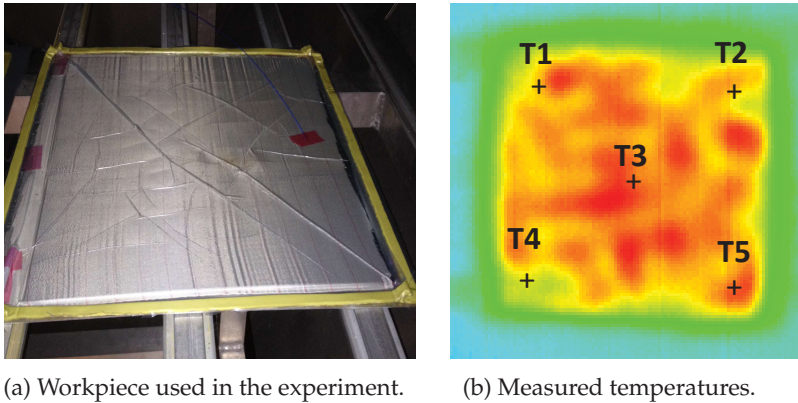 T1
T2
T3
T4
T5
(a) Workpiece used in the experiment.
(b) Measured temperatures.